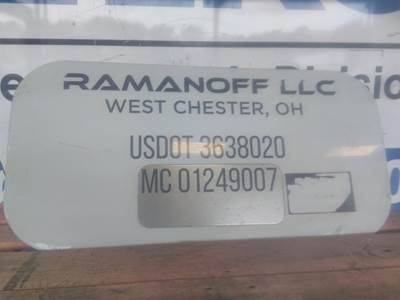 RAMANOFF LLC
WEST CHESTER, OH
USDOT 3638020
MC 01249007